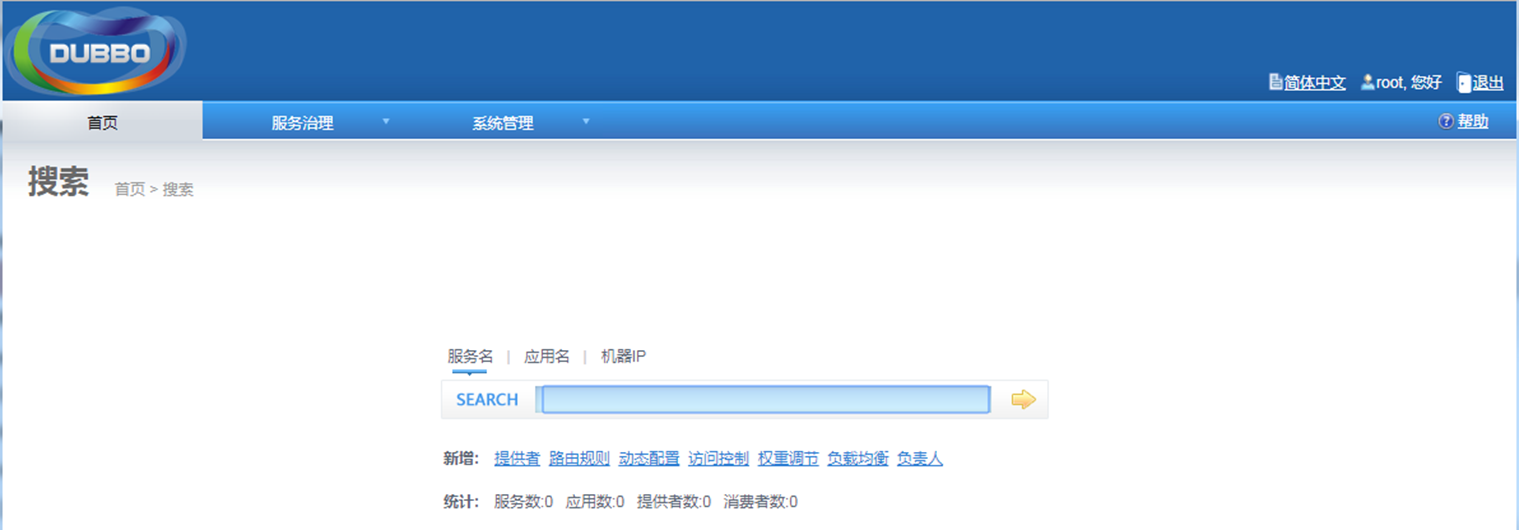 DUBBO
简体中文 root, 您好 退出
首页 服务治理 系统管理 帮助
搜索 首页 > 搜索
服务名 | 应用名 | 机器IP
SEARCH
新增: 提供者 路由规则 动态配置 访问控制 权重调节 负载均衡 负责人
统计: 服务数:0 应用数:0 提供者数:0 消费者数:0